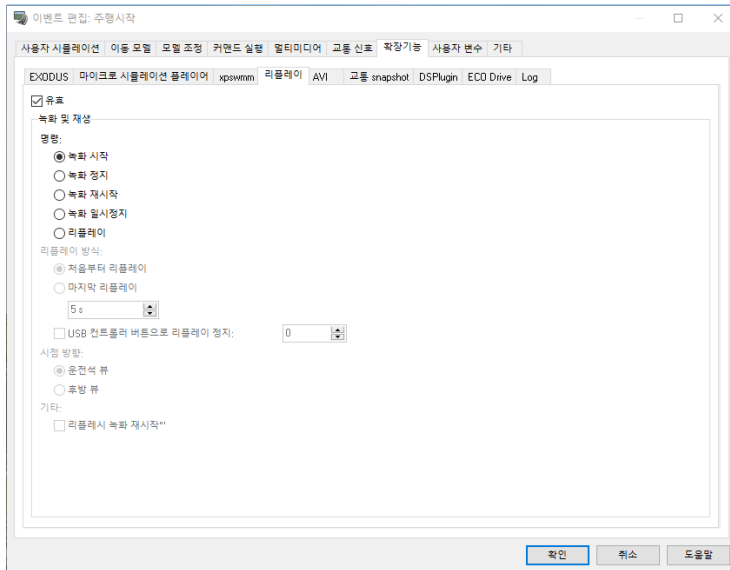 이벤트 편집: 주행시작
사용자 시뮬레이션 이동 모델 모델 조정 커맨드 실행 멀티미디어 교통 신호 확장기능 사용자 변수 기타
EXODUS 마이크로 시뮬레이션 플레이어 xpswmm 리플레이 AVI 교통 snapshot DSPlugin ECO Drive Log
유효
녹화 및 재생
명령:
녹화 시작
녹화 정지
녹화 재시작
녹화 일시정지
리플레이
리플레이 방식:
처음부터 리플레이
마지막 리플레이
5 s
USB 컨트롤러 버튼으로 리플레이 정지: 0
시점 방향:
운전석 뷰
후방 뷰
기타:
리플레시 녹화 재시작"'
확인 취소 도움말